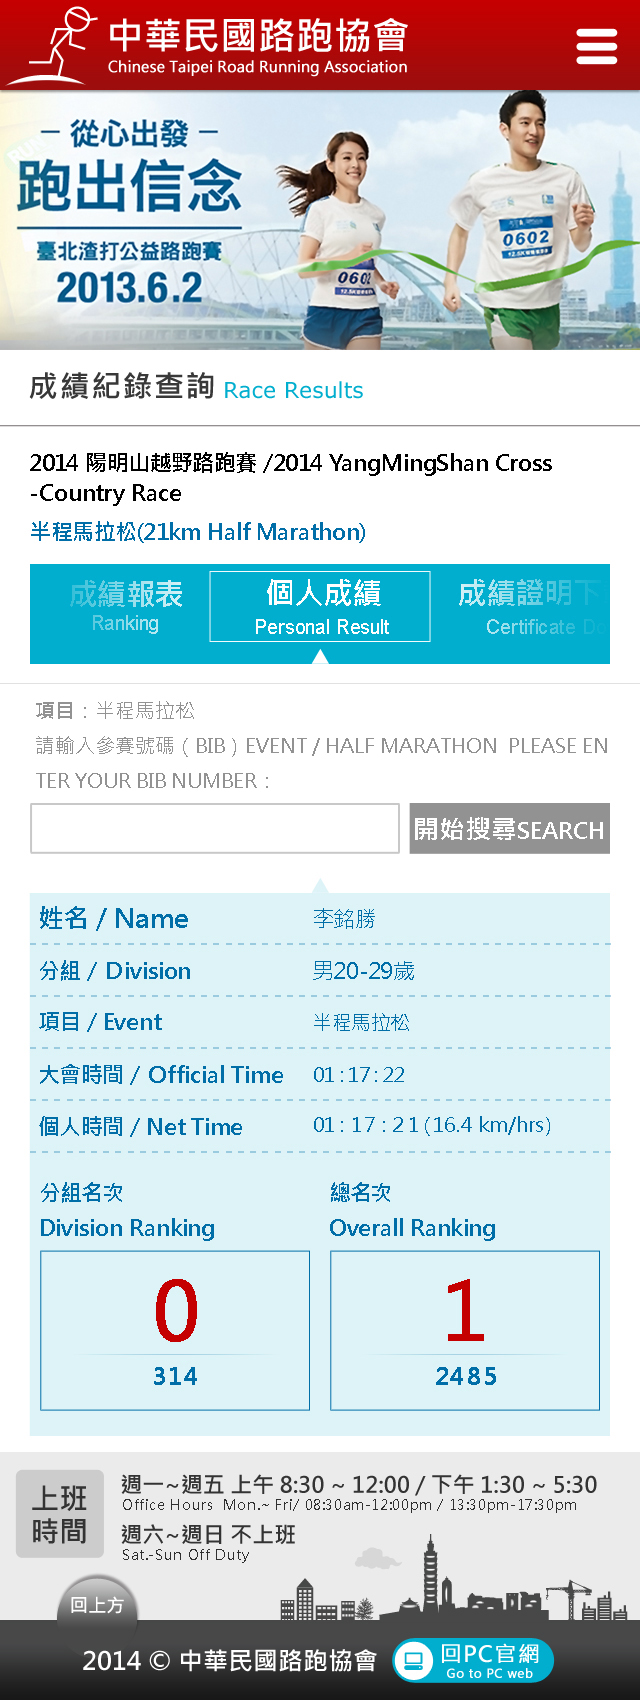 中華民國路跑協會
Chinese Taipei Road Running Association
－從心出發－
跑出信念
臺北渣打公益路跑賽
2013.6.2
0602
0602
成績紀錄查詢 Race Results
2014 陽明山越野路跑賽 /2014 YangMingShan Cross
-Country Race
半程馬拉松(21km Half Marathon)
成績報表 個人成績 成績證明下
Ranking Personal Result Certificate Do
項目：半程馬拉松
請輸入參賽號碼（BIB）EVENT / HALF MARATHON PLEASE EN
TER YOUR BIB NUMBER：
開始搜尋SEARCH
姓名 / Name 李銘勝
分組 / Division 男20-29歲
項目 / Event 半程馬拉松
大會時間 / Official Time 01:17:22
個人時間 / Net Time 01: 17 : 21 (16.4 km/hrs)
分組名次 總名次
Division Ranking Overall Ranking
0 1
314 2485
上班
時間
週一~週五 上午 8:30 ~ 12:00 / 下午 1:30 ~ 5:30
Office Hours Mon.~ Fri/ 08:30am-12:00pm / 13:30pm-17:30pm
週六~週日 不上班
Sat.-Sun Off Duty
回上方
2014 © 中華民國路跑協會
回PC官網
Go to PC web